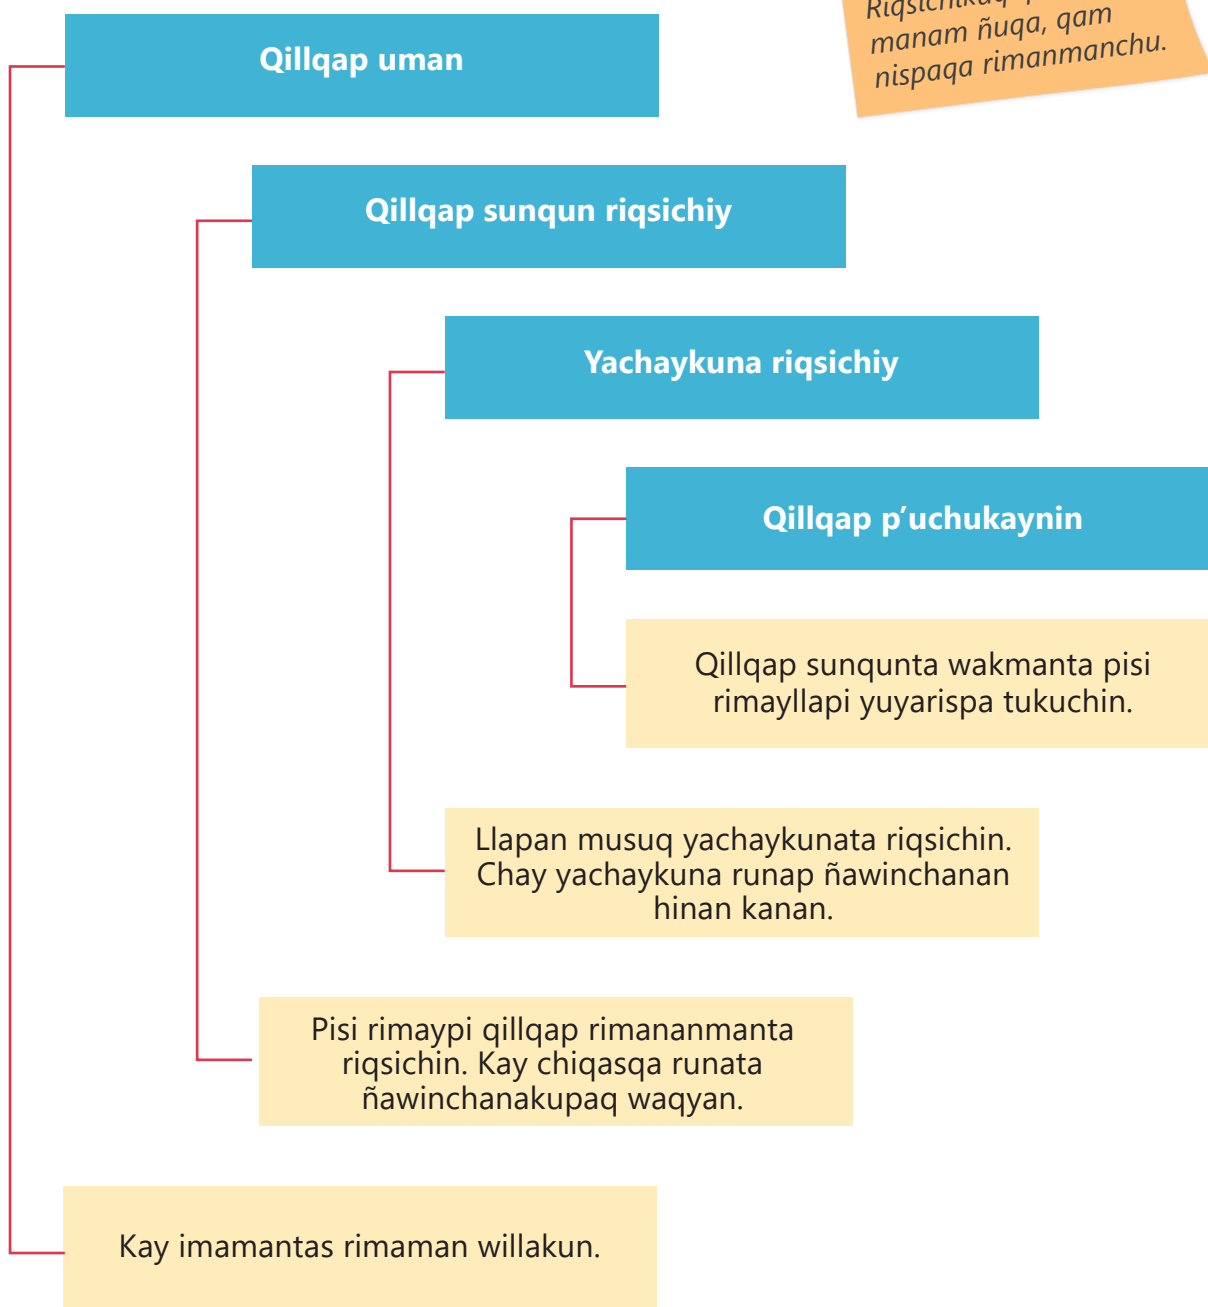 manam ñuqa, qam
nispaqa rimanmanchu.
Qillqap uman
Qillqap sunqun riqsichiy
Yachaykuna riqsichiy
Qillqap p’uchukaynin
Qillqap sunqunta wakmanta pisi
rimayllapi yuyarispa tukuchin.
Llapan musuq yachaykunata riqsichin.
Chay yachaykuna runap ñawinchanan
hinan kanan.
Pisi rimaypi qillqap rimananmanta
riqsichin. Kay chiqasqa runata
ñawinchanakupaq waqyan.
Kay imamantas rimaman willakun.